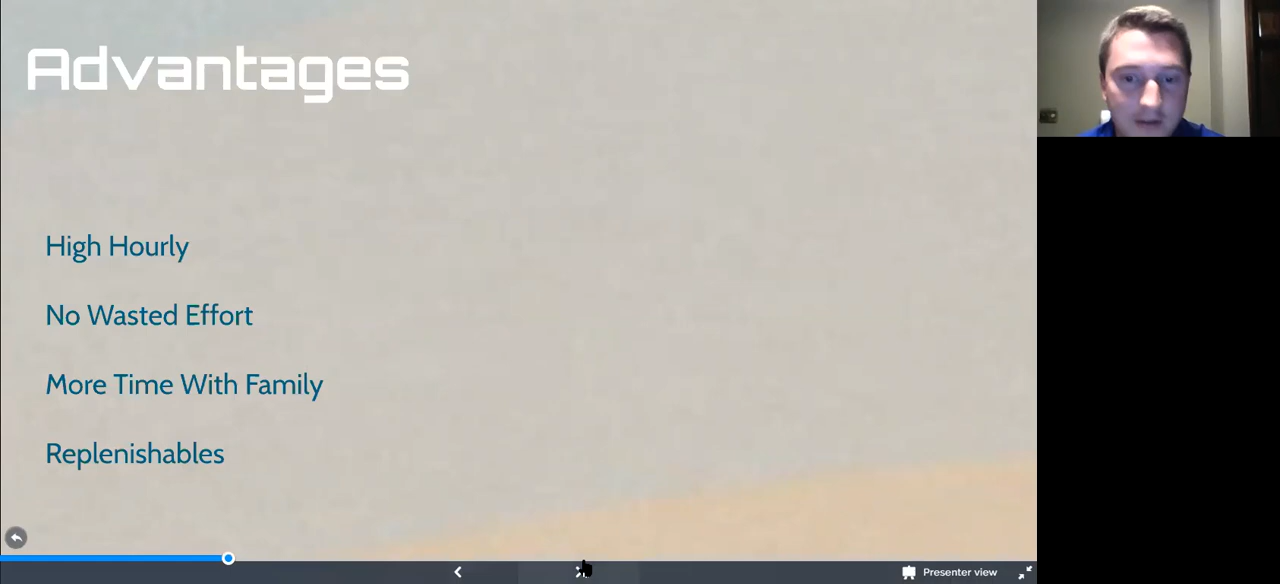 Advantages
High Hourly
No Wasted Effort
More Time With Family
Replenishables
Presenter view